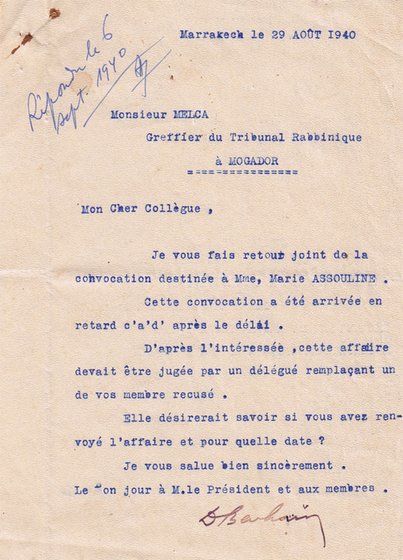 Marrakech le 29 AOÛT 1940
Répondu le 6
sept. 1940
Monsieur MELCA
Greffier du Tribunal Rabbinique
à MOGADOR
================
Mon Cher Collègue ,
Je vous fais retour joint de la
convocation destinée à Mme, Marie ASSOULINE .
Cette convocation a été arrivée en
retard c'a'd' après le délai .
D'après l'intéressée ,cette affaire
devait être jugée par un délégué remplaçant un
de vos membre recusé .
Elle désirerait savoir si vous avez ren-
voyé l'affaire et pour quelle date ?
Je vous salue bien sincèrement .
Le on jour à M.le Président et aux membres .